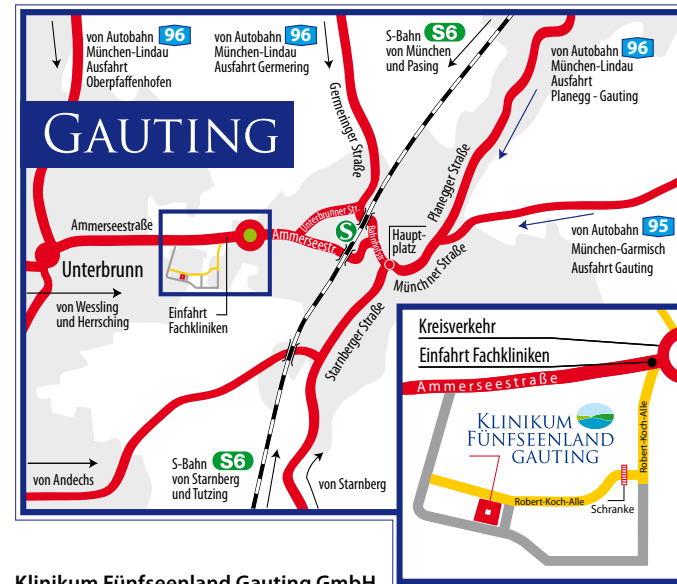 von Autobahn 96
München-Lindau
Ausfahrt
Oberpfaffenhofen
von Autobahn 96
München-Lindau
Ausfahrt Germering
S-Bahn S6
von München
und Pasing
von Autobahn 96
München-Lindau
Ausfahrt
Planegg - Gauting
GAUTING
Germeringer Straße
Planegger Straße
Unterbrunner Str.
Ammerseestraße
Ammerseestr.
S
Bahnhofstr.
Haupt-
platz
Münchner Straße
von Autobahn 95
München-Garmisch
Ausfahrt Gauting
Unterbrunn
von Wessling
und Herrsching
Einfahrt
Fachkliniken
Starnberger Straße
von Andechs
S-Bahn S6
von Starnberg
und Tutzing
von Starnberg
Kreisverkehr
Einfahrt Fachkliniken
Ammerseestraße
KLINIKUM
FÜNFSEENLAND
GAUTING
Robert-Koch-Alle
Robert-Koch-Alle
Schranke
Klinikum Fünfseenland Gauting GmbH